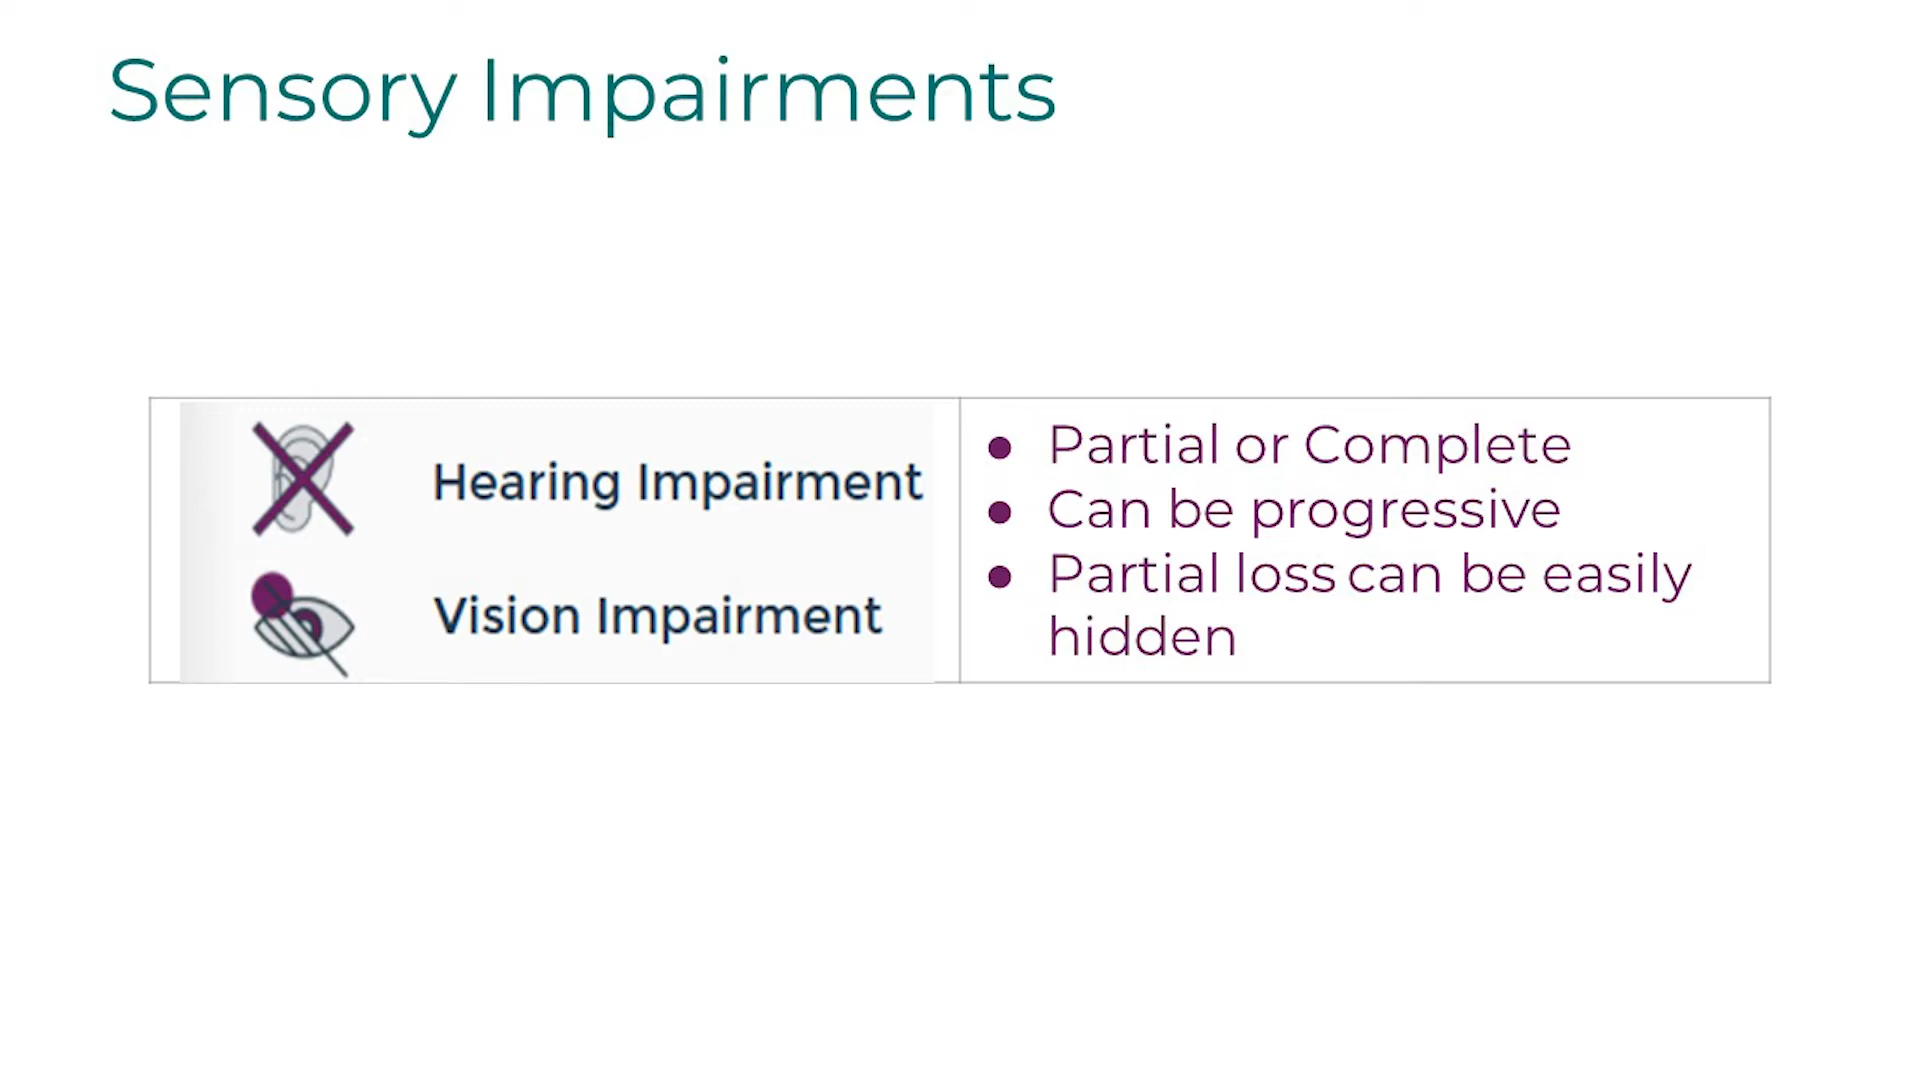 Sensory Impairments
Hearing Impairment
Vision Impairment
● Partial or Complete
● Can be progressive
● Partial loss can be easily
hidden